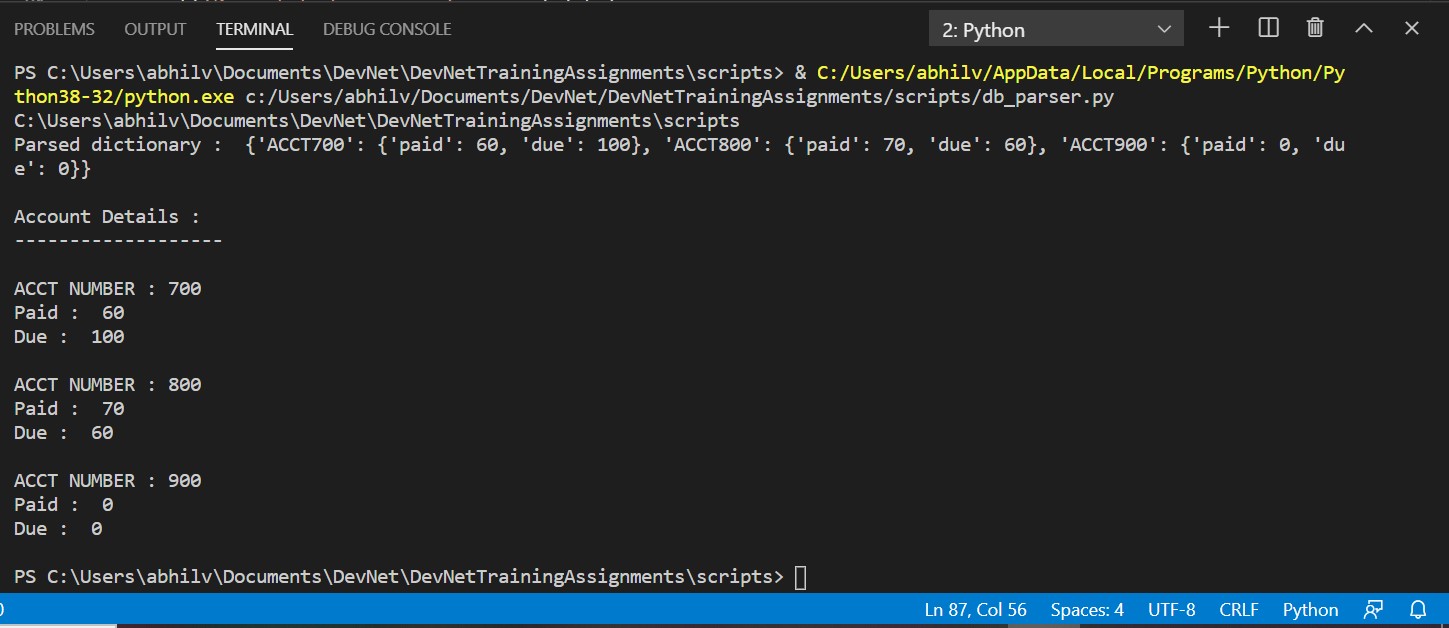 PROBLEMS OUTPUT TERMINAL DEBUG CONSOLE 2: Python
PS C:\Users\abhilv\Documents\DevNet\DevNetTrainingAssignments\scripts> & C:/Users/abhilv/AppData/Local/Programs/Python/Py
thon38-32/python.exe c:/Users/abhilv/Documents/DevNet/DevNetTrainingAssignments/scripts/db_parser.py
C:\Users\abhilv\Documents\DevNet\DevNetTrainingAssignments\scripts
Parsed dictionary :  {'ACCT700': {'paid': 60, 'due': 100}, 'ACCT800': {'paid': 70, 'due': 60}, 'ACCT900': {'paid': 0, 'du
e': 0}}
Account Details :
-------------------
ACCT NUMBER : 700
Paid :  60
Due :  100
ACCT NUMBER : 800
Paid :  70
Due :  60
ACCT NUMBER : 900
Paid :  0
Due :  0
PS C:\Users\abhilv\Documents\DevNet\DevNetTrainingAssignments\scripts>
Ln 87, Col 56 Spaces: 4 UTF-8 CRLF Python